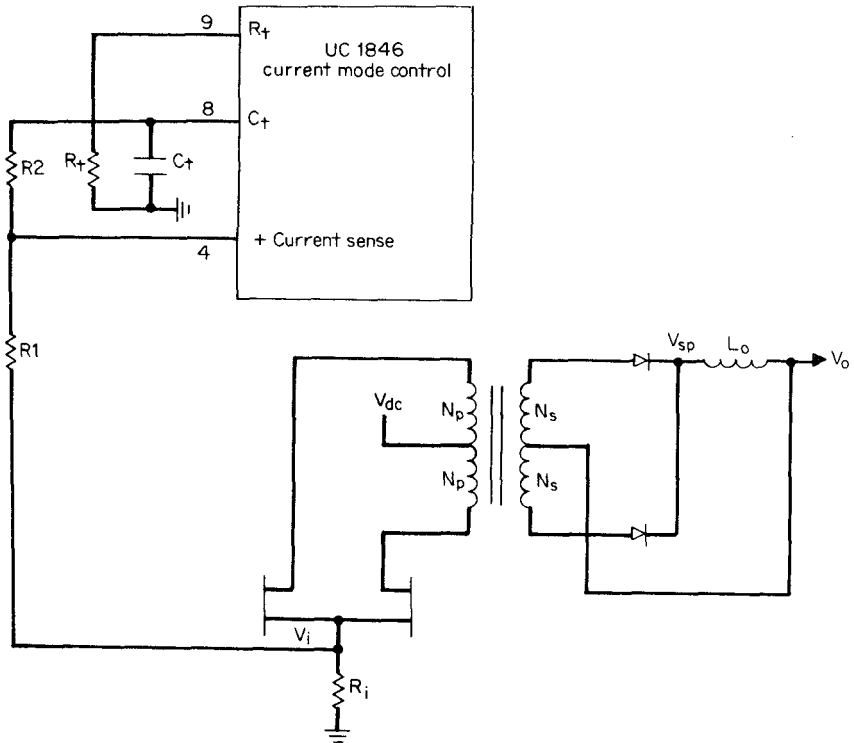 9
R†
UC 1846
current mode control
8
C†
R2
R†
C†
+ Current sense
4
R1
Vsp
Lo
Vo
Vdc
Np
Ns
Np
Ns
Vi
Ri